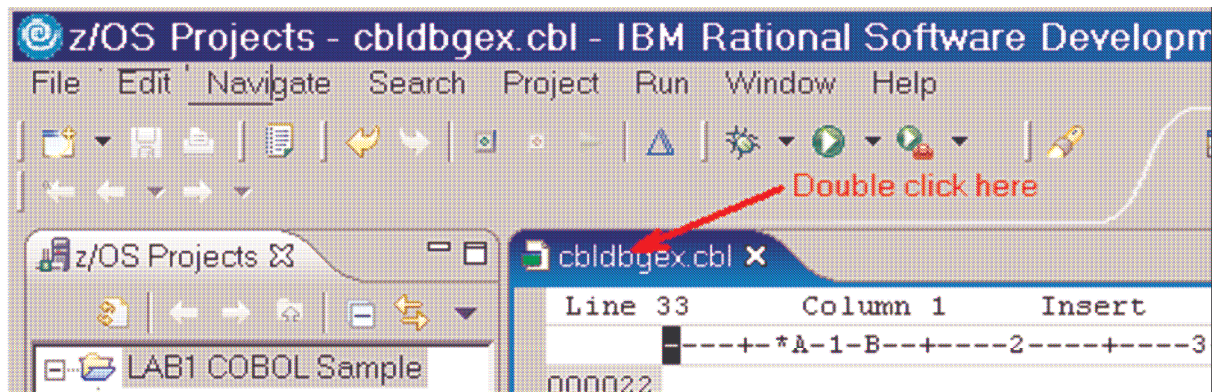 z/OS Projects - cbldbgex.cbl - IBM Rational Software Developm
File Edit Navigate Search Project Run Window Help
Double click here
z/OS Projects
cbldbgex.cbl
Line 33 Column 1 Insert
-----+-*A-1-B--+----2----+----3
LAB1 COBOL Sample
000022